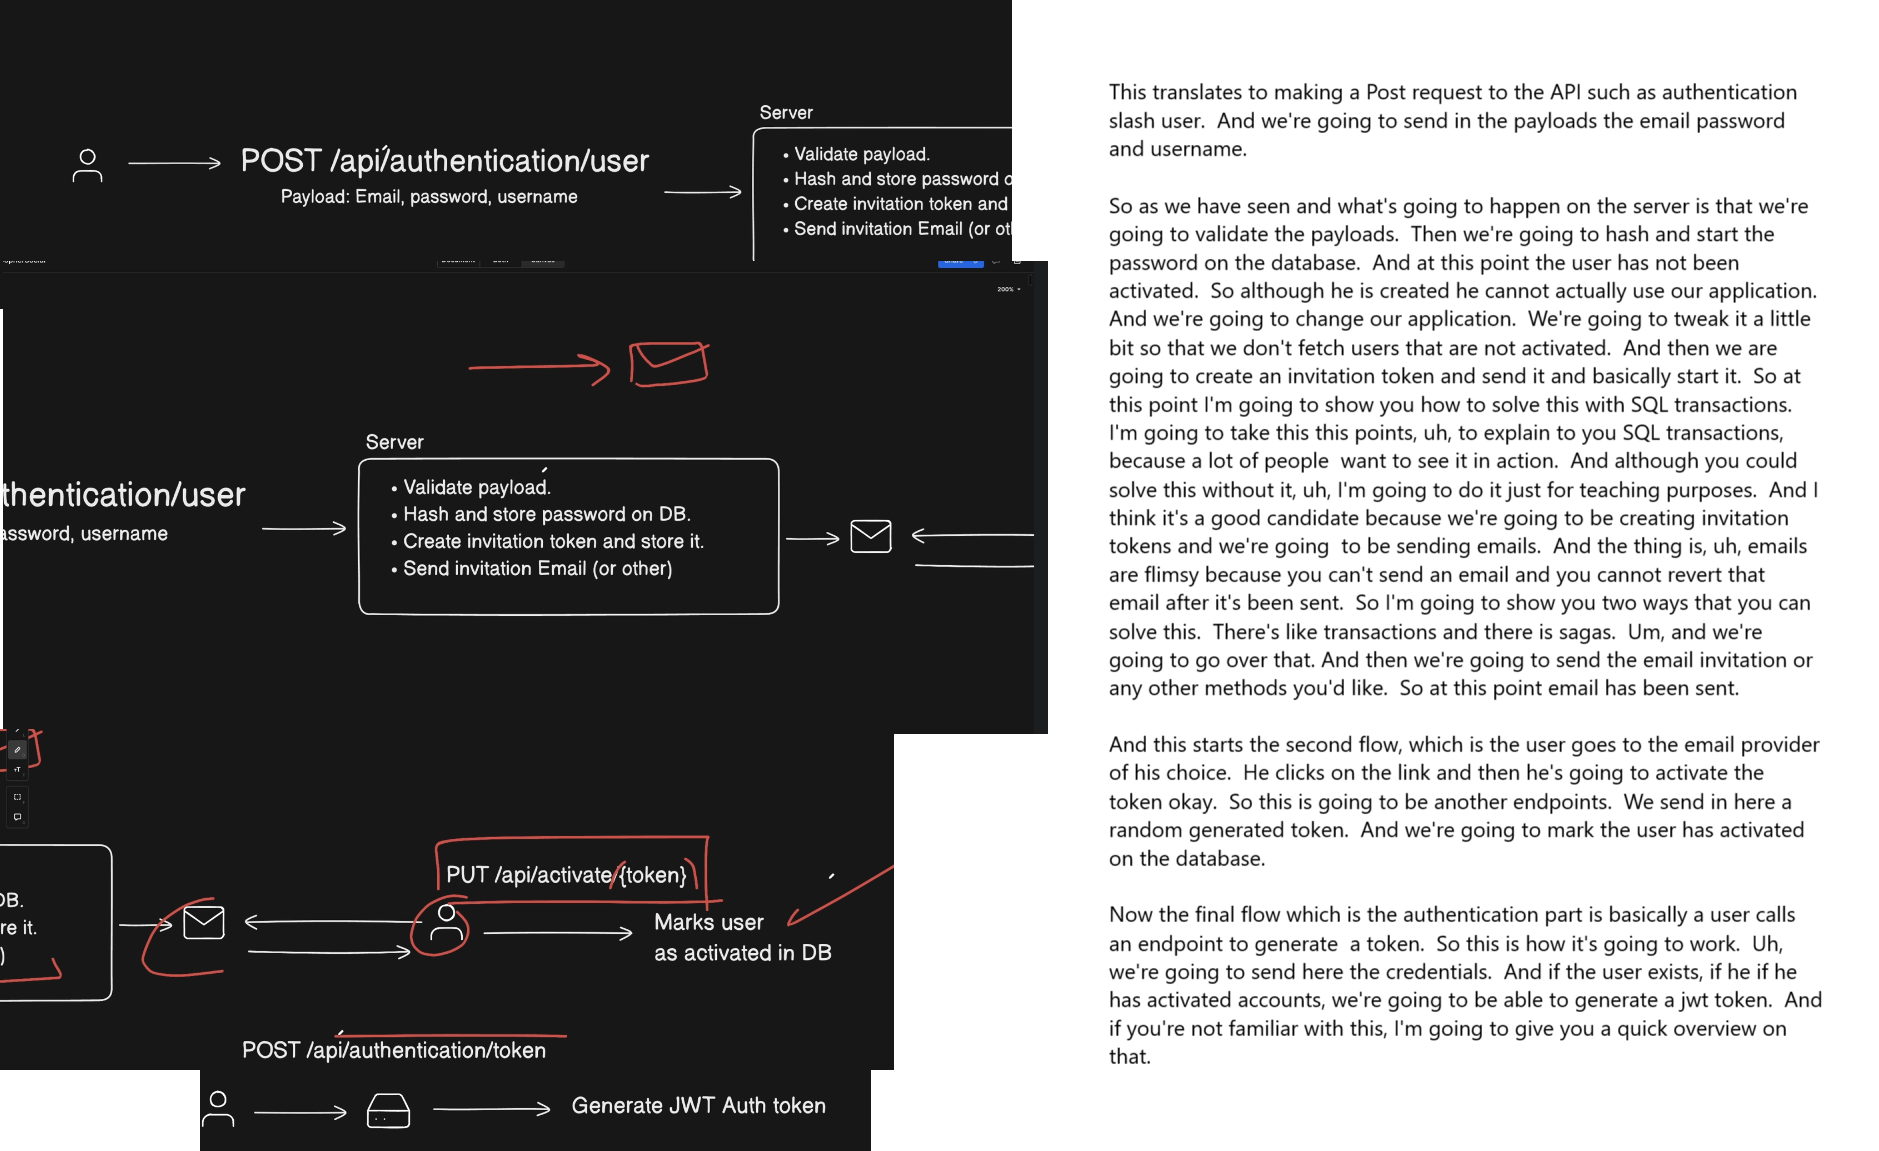 Server
POST /api/authentication/user
Payload: Email, password, username
• Validate payload.
• Hash and store password o
• Create invitation token and
• Send invitation Email (or ot
200%
Server
thentication/user
assword, username
• Validate payload.
• Hash and store password on DB.
• Create invitation token and store it.
• Send invitation Email (or other)
DB.
re it.
)
PUT /api/activate/{token}
Marks user
as activated in DB
POST /api/authentication/token
Generate JWT Auth token
This translates to making a Post request to the API such as authentication
slash user.  And we're going to send in the payloads the email password
and username.
So as we have seen and what's going to happen on the server is that we're
going to validate the payloads.  Then we're going to hash and start the
password on the database.  And at this point the user has not been
activated.  So although he is created he cannot actually use our application.
And we're going to change our application.  We're going to tweak it a little
bit so that we don't fetch users that are not activated.  And then we are
going to create an invitation token and send it and basically start it.  So at
this point I'm going to show you how to solve this with SQL transactions.
I'm going to take this this points, uh, to explain to you SQL transactions,
because a lot of people  want to see it in action.  And although you could
solve this without it, uh, I'm going to do it just for teaching purposes.  And I
think it's a good candidate because we're going to be creating invitation
tokens and we're going  to be sending emails.  And the thing is, uh, emails
are flimsy because you can't send an email and you cannot revert that
email after it's been sent.  So I'm going to show you two ways that you can
solve this.  There's like transactions and there is sagas.  Um, and we're
going to go over that. And then we're going to send the email invitation or
any other methods you'd like.  So at this point email has been sent.
And this starts the second flow, which is the user goes to the email provider
of his choice.  He clicks on the link and then he's going to activate the
token okay.  So this is going to be another endpoints.  We send in here a
random generated token.  And we're going to mark the user has activated
on the database.
Now the final flow which is the authentication part is basically a user calls
an endpoint to generate  a token.  So this is how it's going to work.  Uh,
we're going to send here the credentials.  And if the user exists, if he if he
has activated accounts, we're going to be able to generate a jwt token.  And
if you're not familiar with this, I'm going to give you a quick overview on
that.